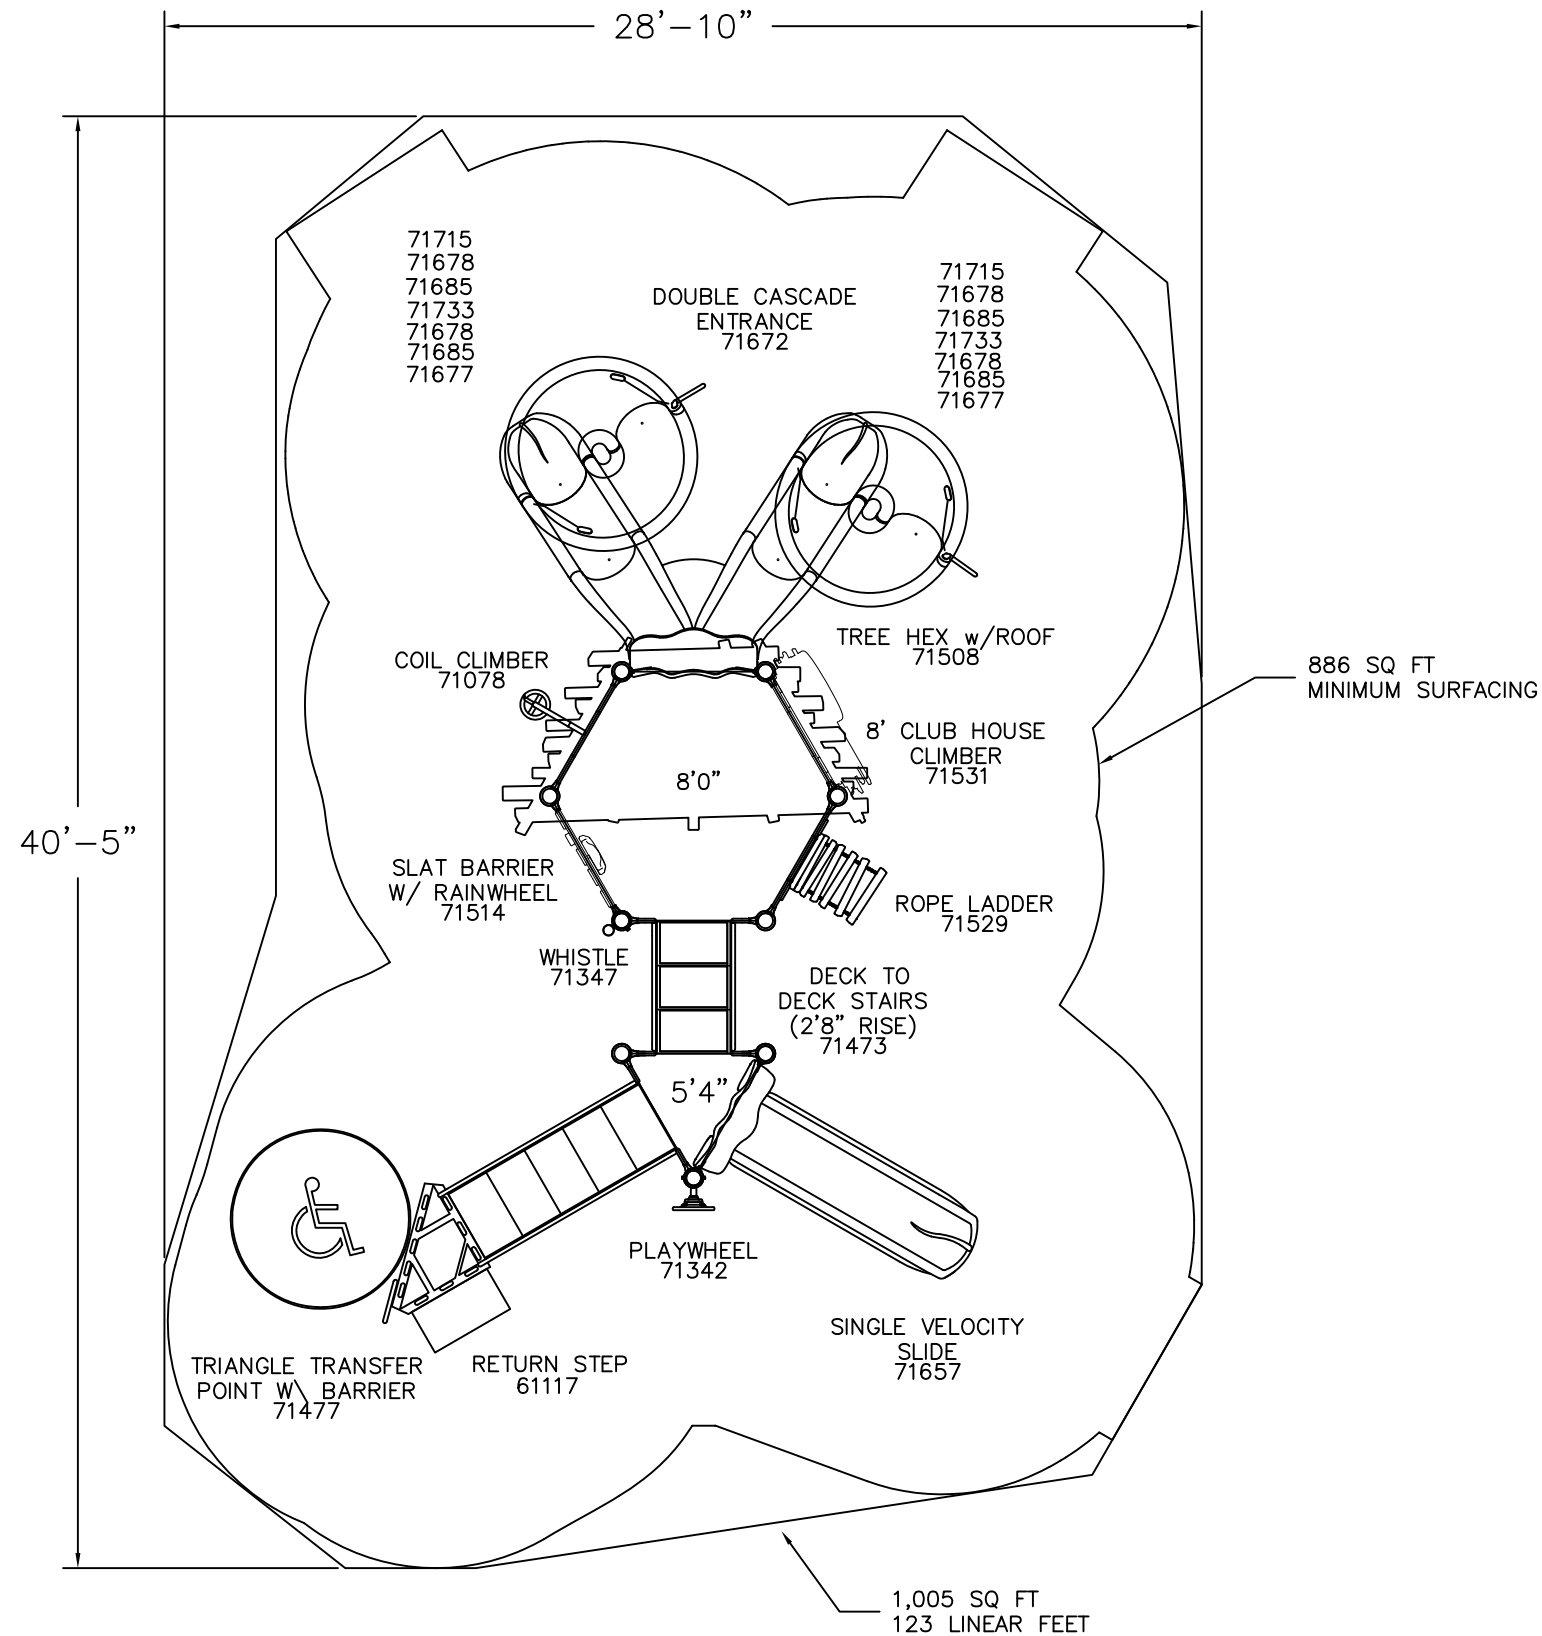 28'-10"
71715
71678
71685
71733
71678
71685
71677
DOUBLE CASCADE
ENTRANCE
71672
71715
71678
71685
71733
71678
71685
71677
TREE HEX w/ROOF
71508
COIL CLIMBER
71078
886 SQ FT
MINIMUM SURFACING
8' CLUB HOUSE
CLIMBER
71531
8'0"
40'-5"
SLAT BARRIER
W/ RAINWHEEL
71514
ROPE LADDER
71529
WHISTLE
71347
DECK TO
DECK STAIRS
(2'8" RISE)
71473
5'4"
PLAYWHEEL
71342
SINGLE VELOCITY
SLIDE
71657
TRIANGLE TRANSFER
POINT W\ BARRIER
71477
RETURN STEP
61117
1,005 SQ FT
123 LINEAR FEET